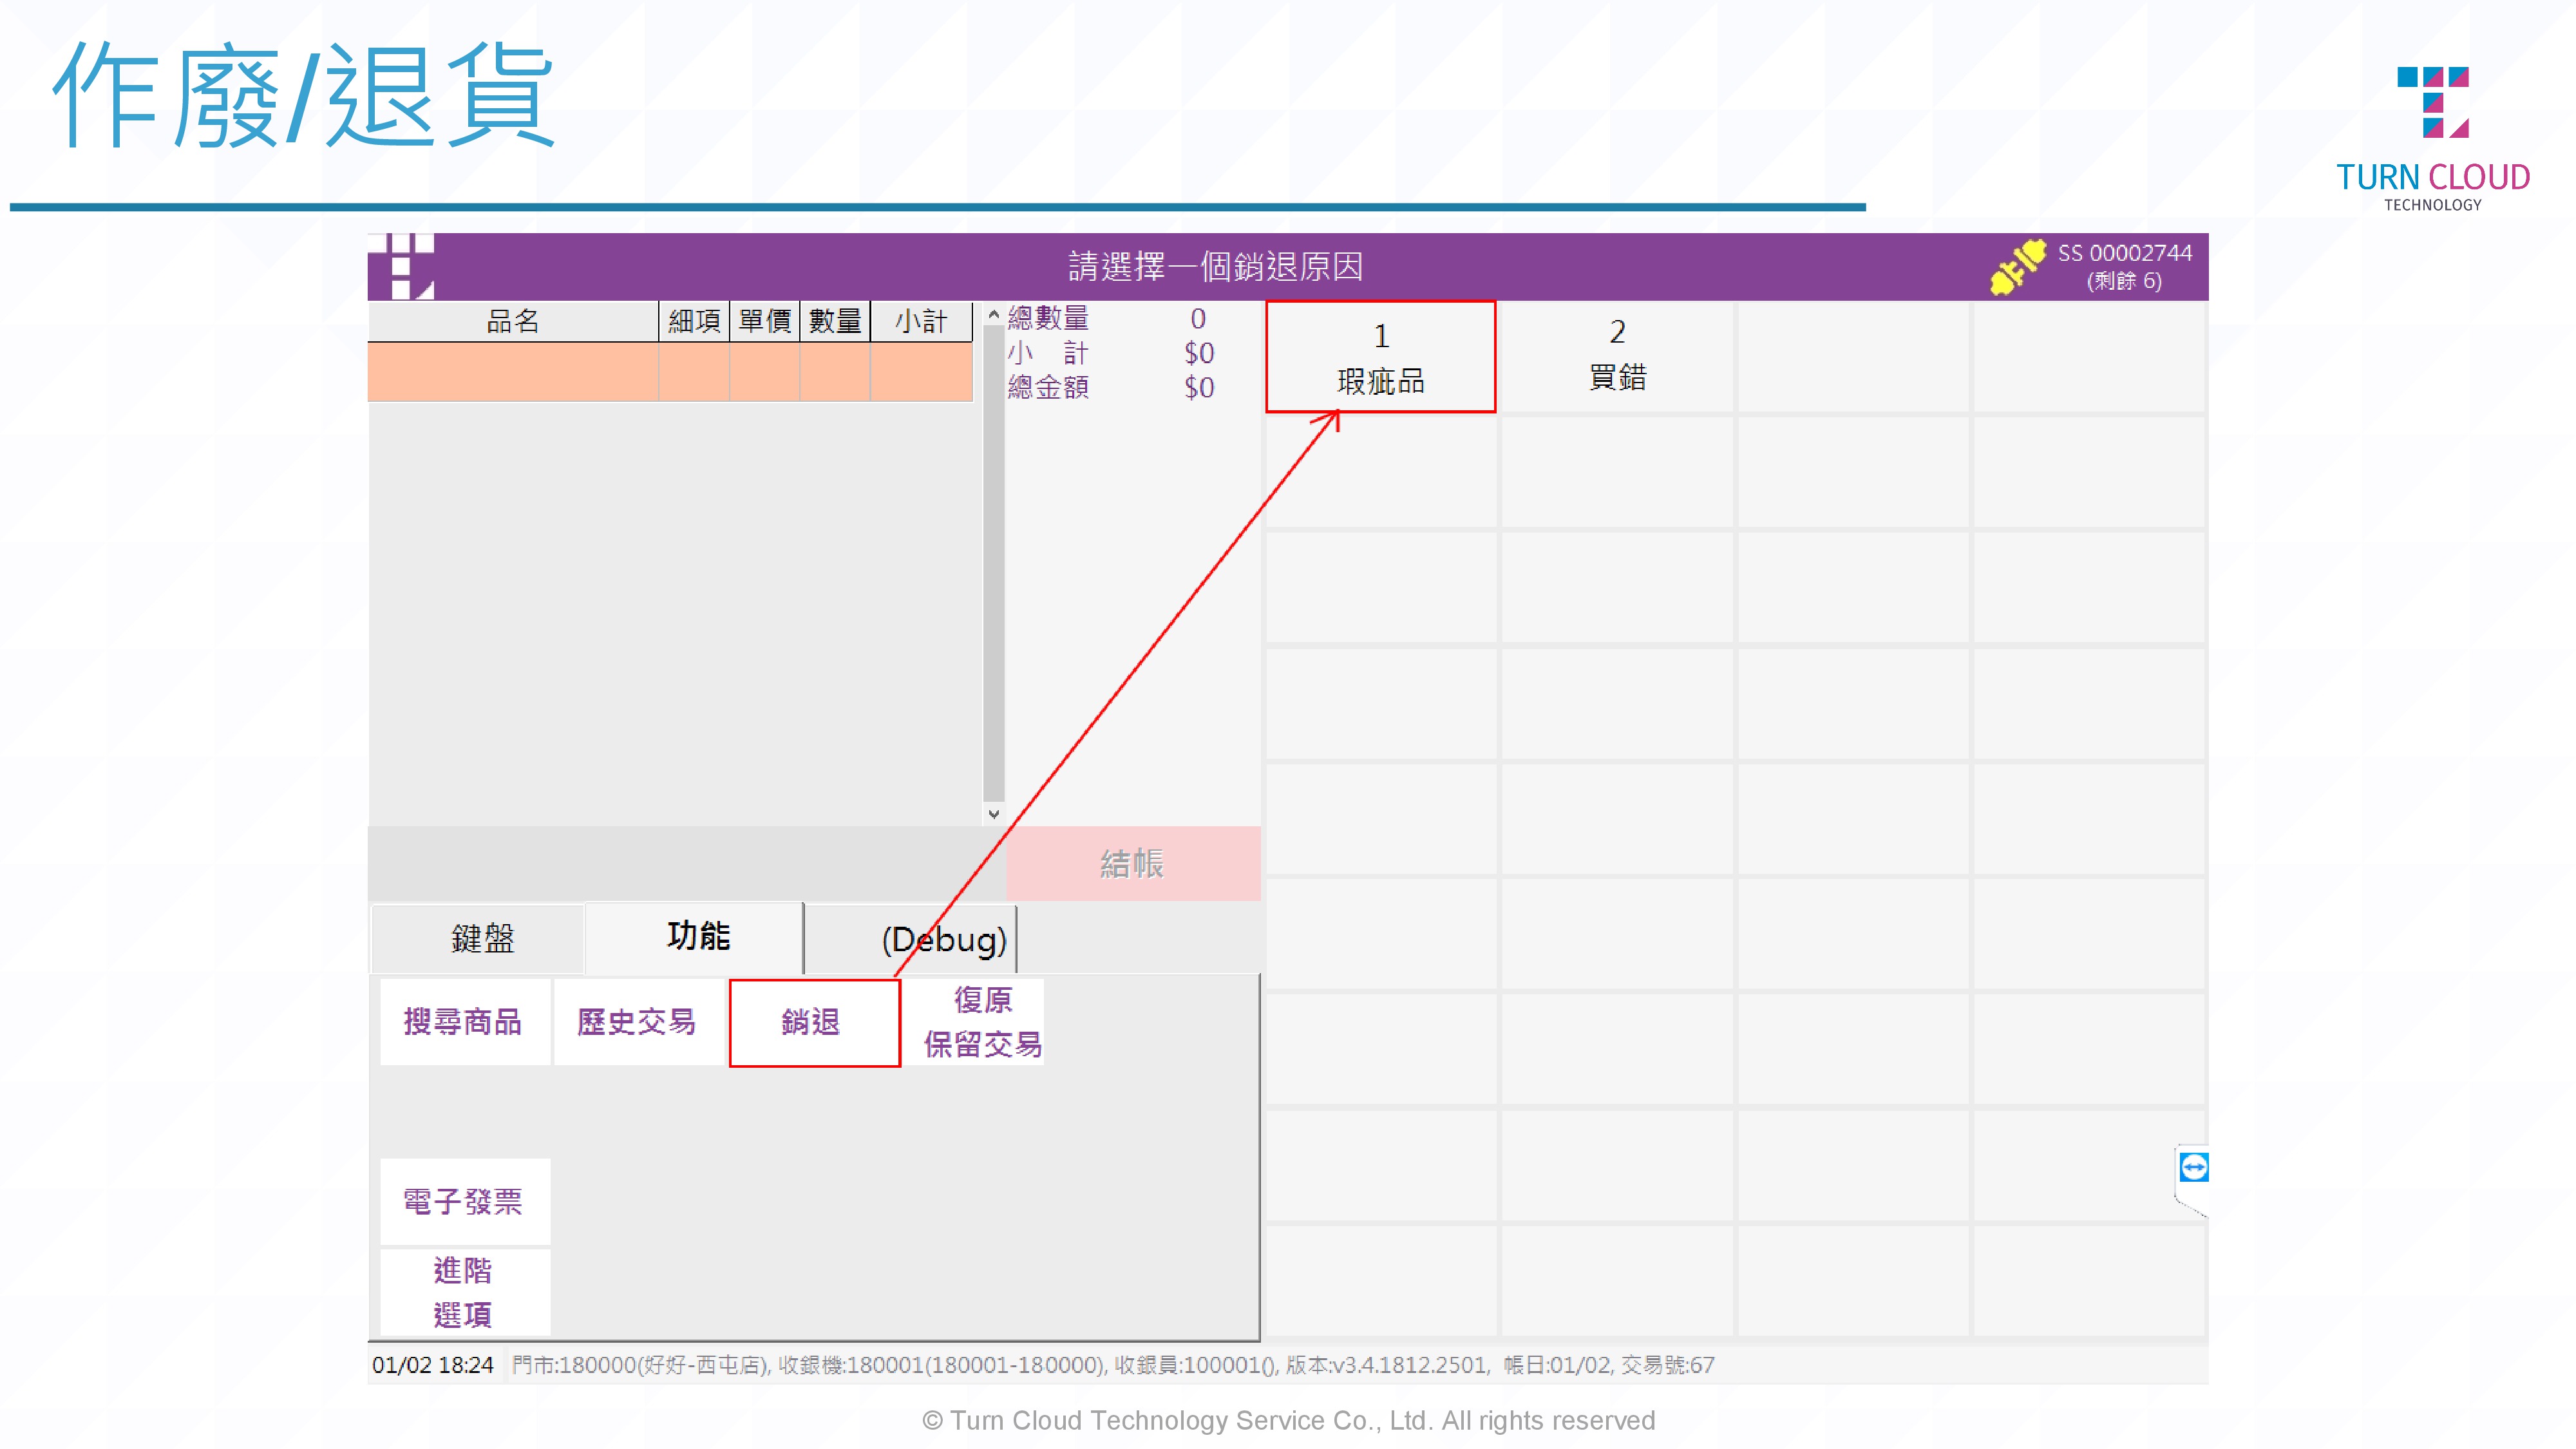 作廢/退貨
TURN CLOUD
TECHNOLOGY
請選擇一個銷退原因
SS 00002744
(剩餘 6)
品名 細項 單價 數量 小計
總數量 0
小 計 $0
總金額 $0
1
瑕疵品
2
買錯
結帳
鍵盤 功能 (Debug)
搜尋商品 歷史交易 銷退
復原
保留交易
電子發票
進階
選項
01/02 18:24 門市:180000(好好-西屯店), 收銀機:180001(180001-180000), 收銀員:100001(), 版本:v3.4.1812.2501, 帳日:01/02, 交易號:67
© Turn Cloud Technology Service Co., Ltd. All rights reserved